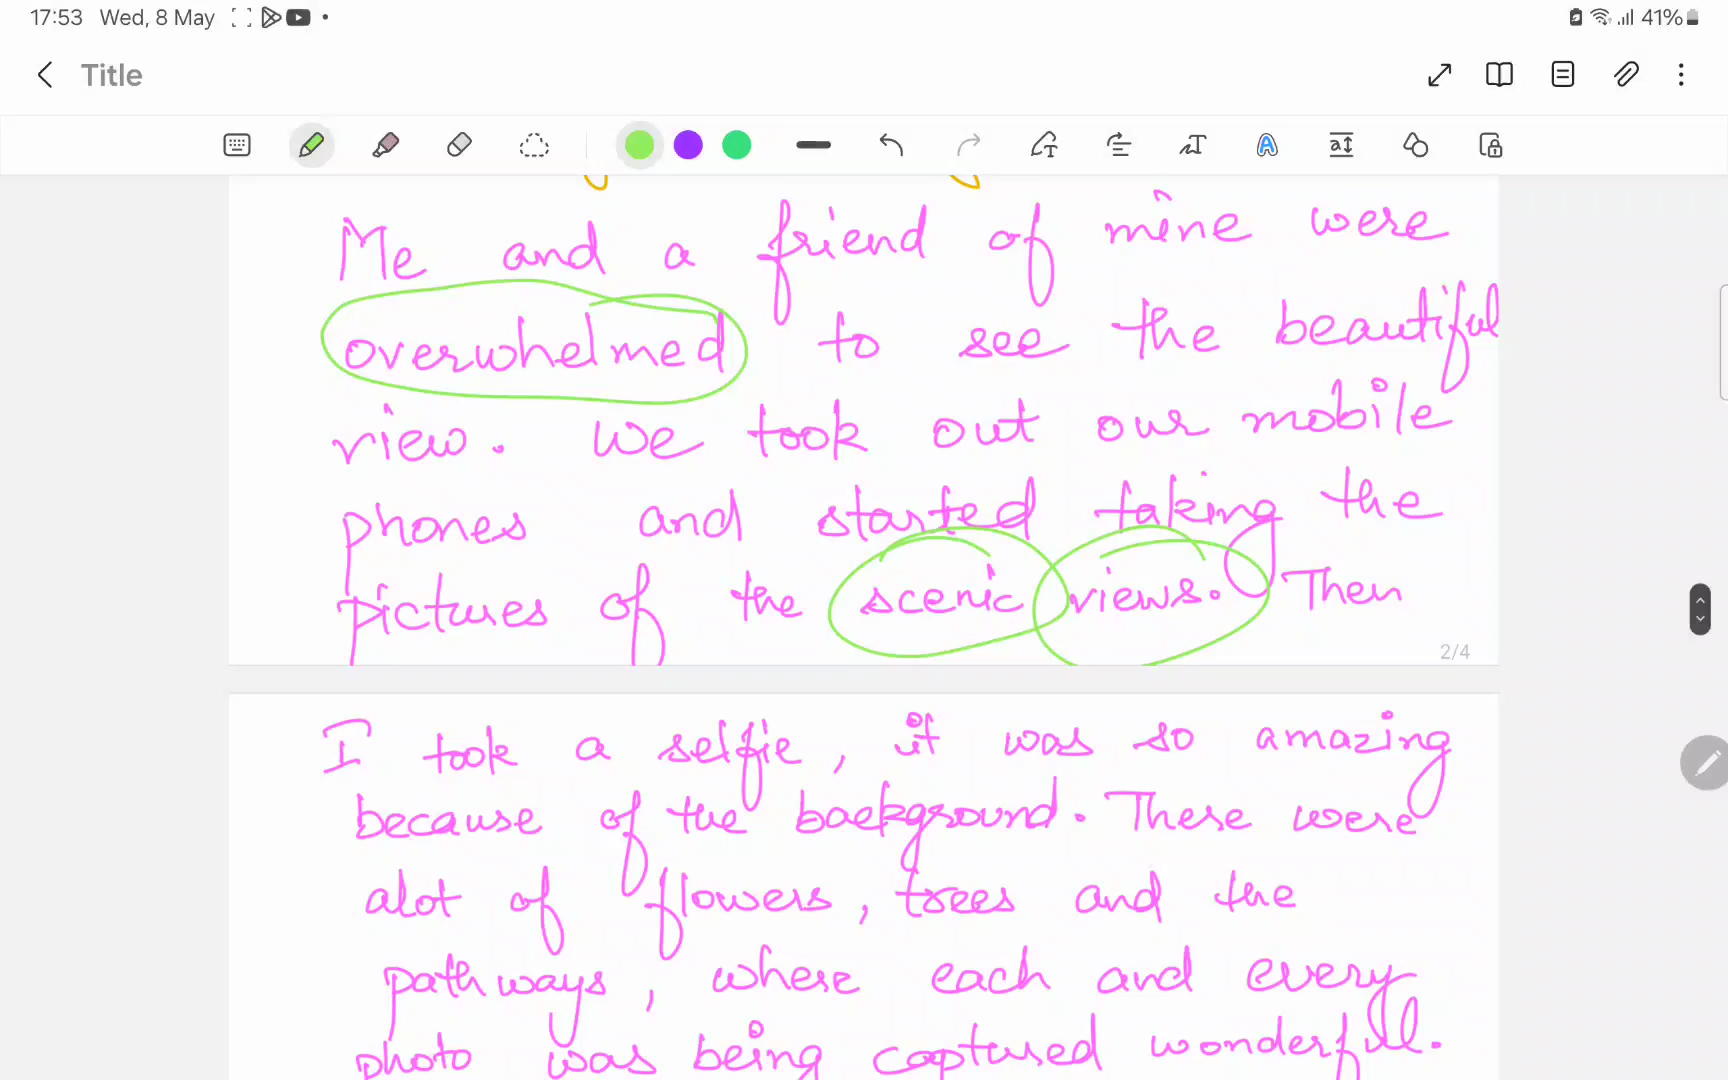 17:53 Wed, 8 May 41%
Title
Me and a friend of mine were
overwhelmed to see the beautiful
view. We took out our mobile
phones and started taking the
pictures of the scenic views. Then
2/4
I took a selfie, it was so amazing
because of the background. There were
alot of flowers, trees and the
pathways, where each and every
photo was being captured wonderful.